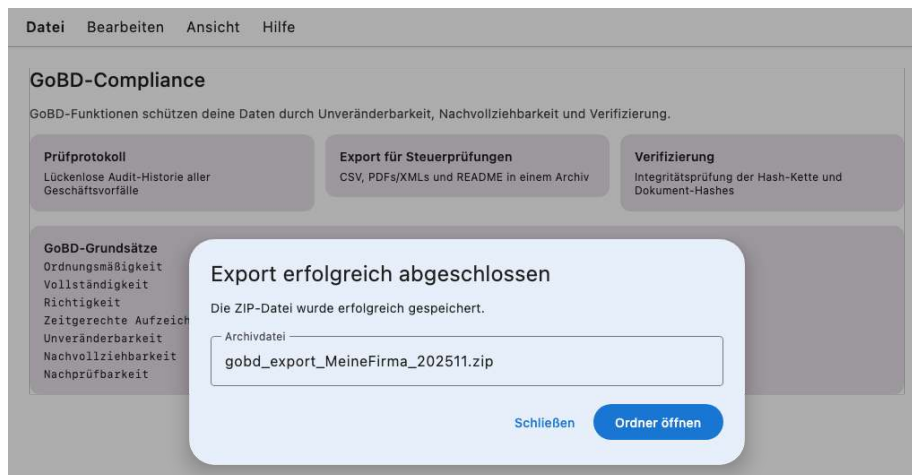 Datei Bearbeiten Ansicht Hilfe
GoBD-Compliance
GoBD-Funktionen schützen deine Daten durch Unveränderbarkeit, Nachvollziehbarkeit und Verifizierung.
Prüfprotokoll
Lückenlose Audit-Historie aller
Geschäftsvorfälle
Export für Steuerprüfungen
CSV, PDFs/XMLs und README in einem Archiv
Verifizierung
Integritätsprüfung der Hash-Kette und
Dokument-Hashes
GoBD-Grundsätze
Ordnungsmäßigkeit
Vollständigkeit
Richtigkeit
Zeitgerechte Aufzeich
Unveränderbarkeit
Nachvollziehbarkeit
Nachprüfbarkeit
Export erfolgreich abgeschlossen
Die ZIP-Datei wurde erfolgreich gespeichert.
Archivdatei
gobd_export_MeineFirma_202511.zip
Schließen Ordner öffnen